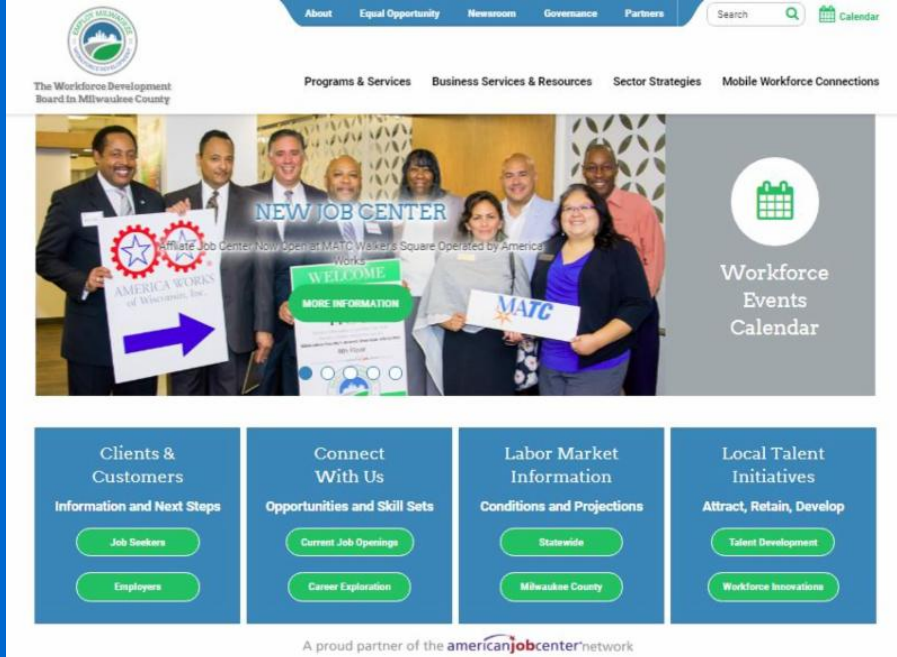 About Equal Opportunity Newsroom Governance Partners Search Calendar
EMPLOY MILWAUKEE
WORKFORCE DEVELOPMENT
The Workforce Development
Board in Milwaukee County
Programs & Services Business Services & Resources Sector Strategies Mobile Workforce Connections
NEW JOB CENTER
Affiliate Job Center Now Open at MATC Walker's Square Operated by America
Works
AMERICA WORKS
of Wisconsin, Inc.
WELCOME
MORE INFORMATION
6th Floor
MATC
Workforce
Events
Calendar
Clients &
Customers
Information and Next Steps
Job Seekers
Employers
Connect
With Us
Opportunities and Skill Sets
Current Job Openings
Career Exploration
Labor Market
Information
Conditions and Projections
Statewide
Milwaukee County
Local Talent
Initiatives
Attract, Retain, Develop
Talent Development
Workforce Innovations
A proud partner of the americanjobcenter network